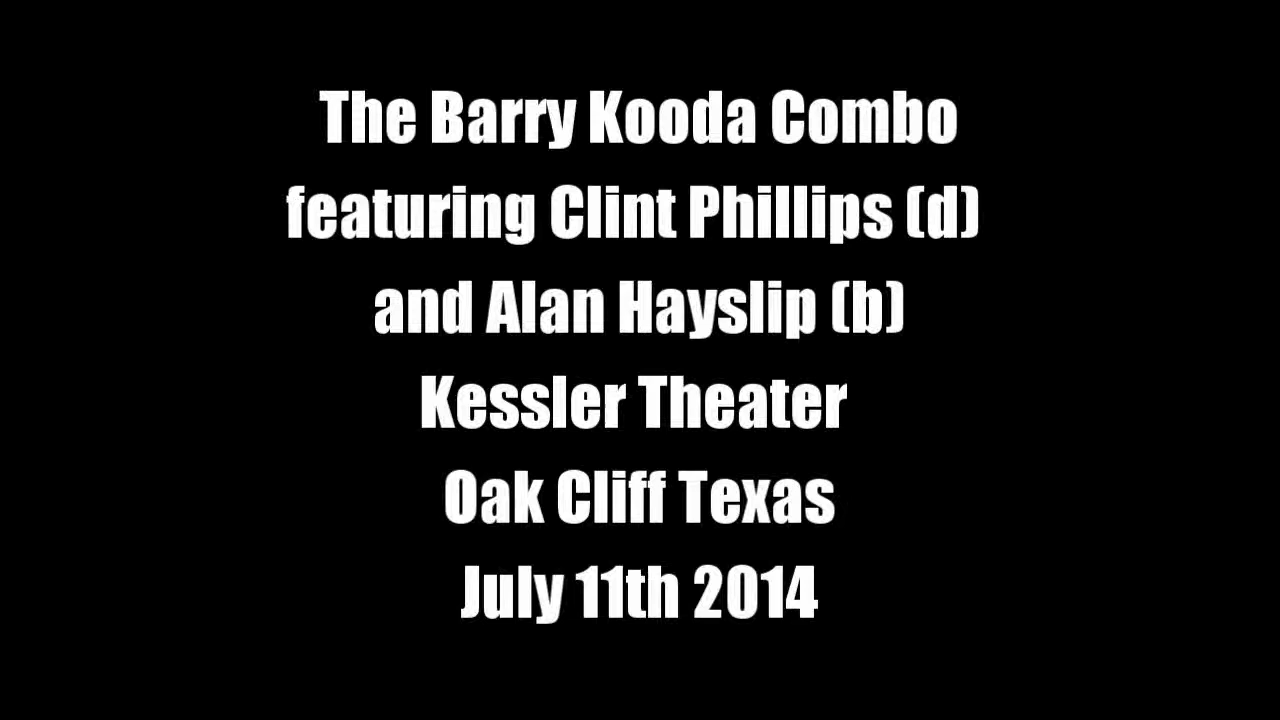 The Barry Kooda Combo
featuring Clint Phillips (d)
and Alan Hayslip (b)
Kessler Theater
Oak Cliff Texas
July 11th 2014